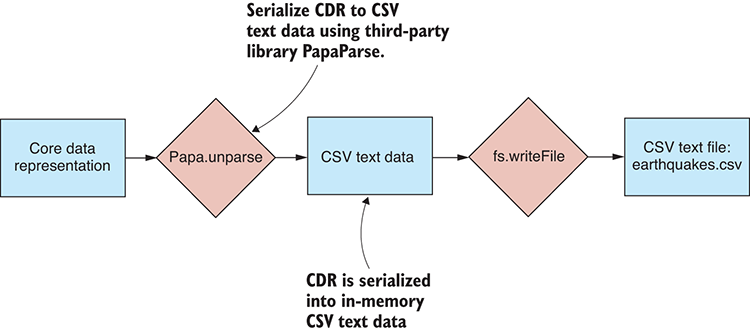 Serialize CDR to CSV
text data using third-party
library PapaParse.
Core data
representation
Papa.unparse
CSV text data
fs.writeFile
CSV text file:
earthquakes.csv
CDR is serialized
into in-memory
CSV text data